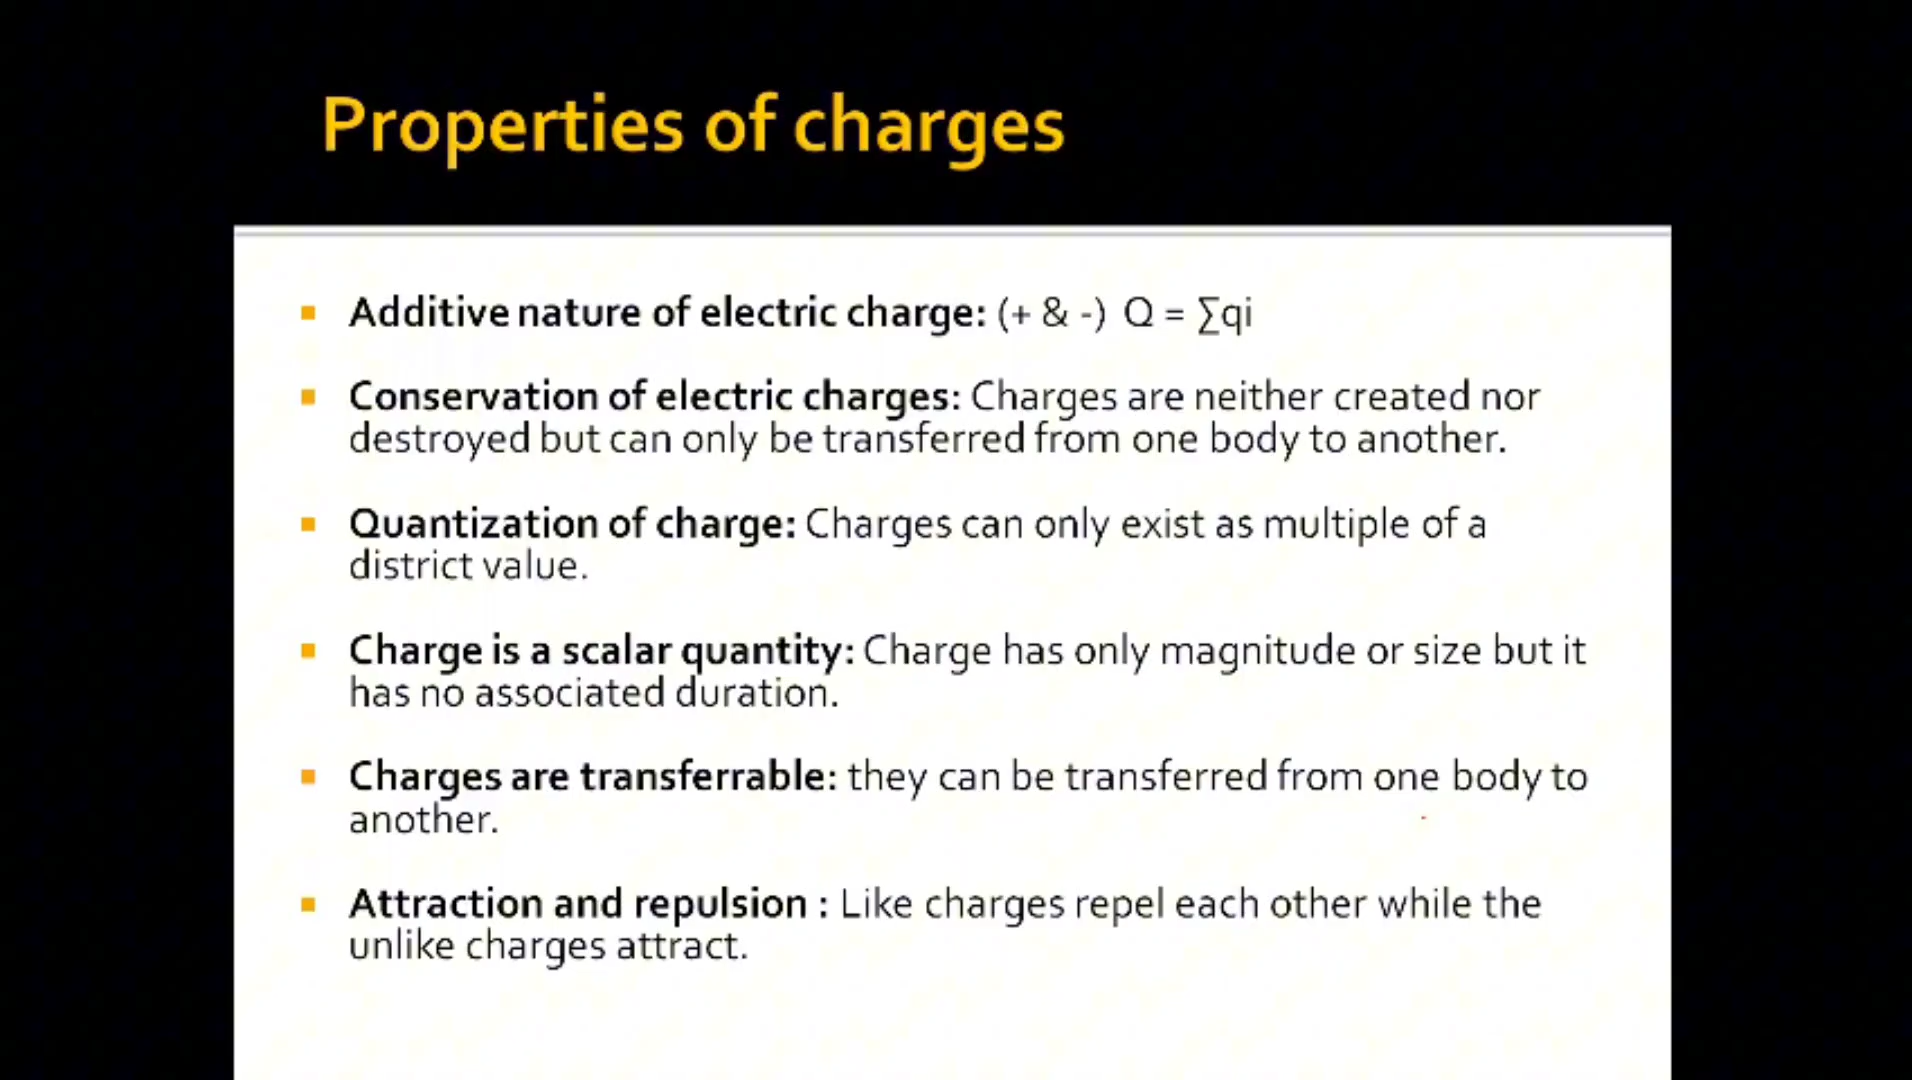 Properties of charges
Additive nature of electric charge: (+ & -) Q = ∑qi
Conservation of electric charges: Charges are neither created nor
destroyed but can only be transferred from one body to another.
Quantization of charge: Charges can only exist as multiple of a
district value.
Charge is a scalar quantity: Charge has only magnitude or size but it
has no associated duration.
Charges are transferrable: they can be transferred from one body to
another.
Attraction and repulsion : Like charges repel each other while the
unlike charges attract.